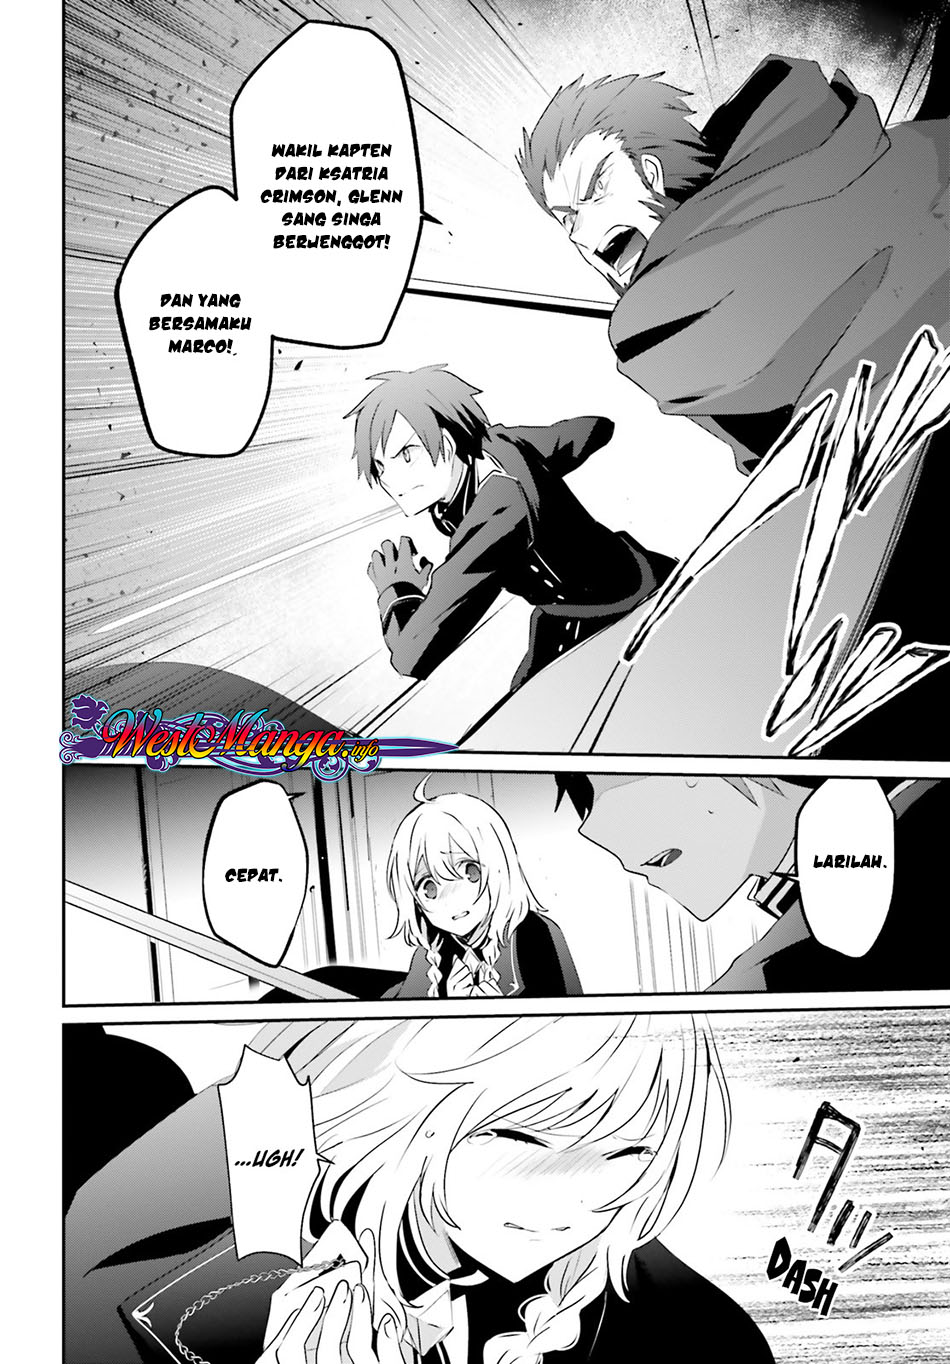 WAKIL KAPTEN
DARI KSATRIA
CRIMSON, GLENN
SANG SINGA
BERJENGGOT!
DAN YANG
BERSAMAKU
MARCO!
WestManga.info
LARILAH.
CEPAT.
...UGH!
DASH